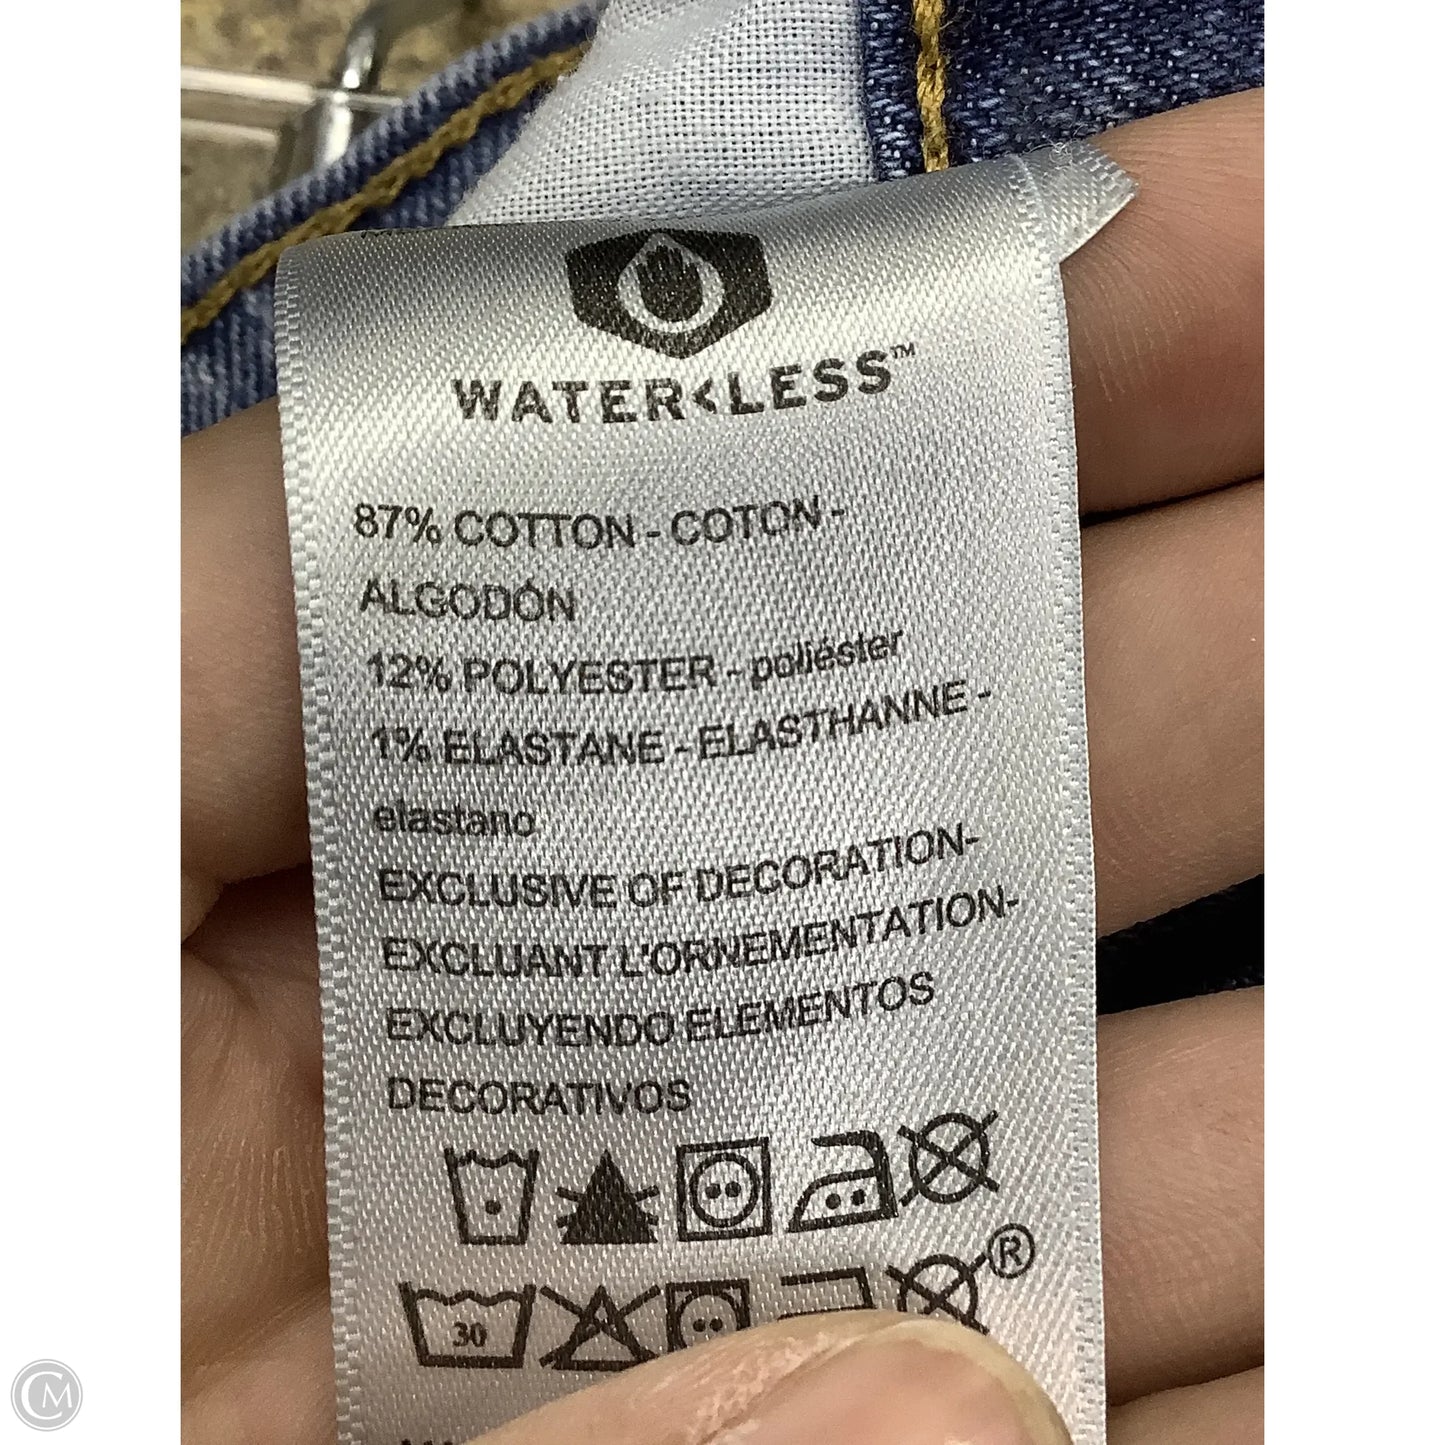 WATER<LESS™
87% COTTON - COTON -
ALGODÓN
12% POLYESTER - poliéster
1% ELASTANE - ELASTHANNE -
elastano
EXCLUSIVE OF DECORATION-
EXCLUANT L'ORNEMENTATION-
EXCLUYENDO ELEMENTOS
DECORATIVOS
®
30
CM